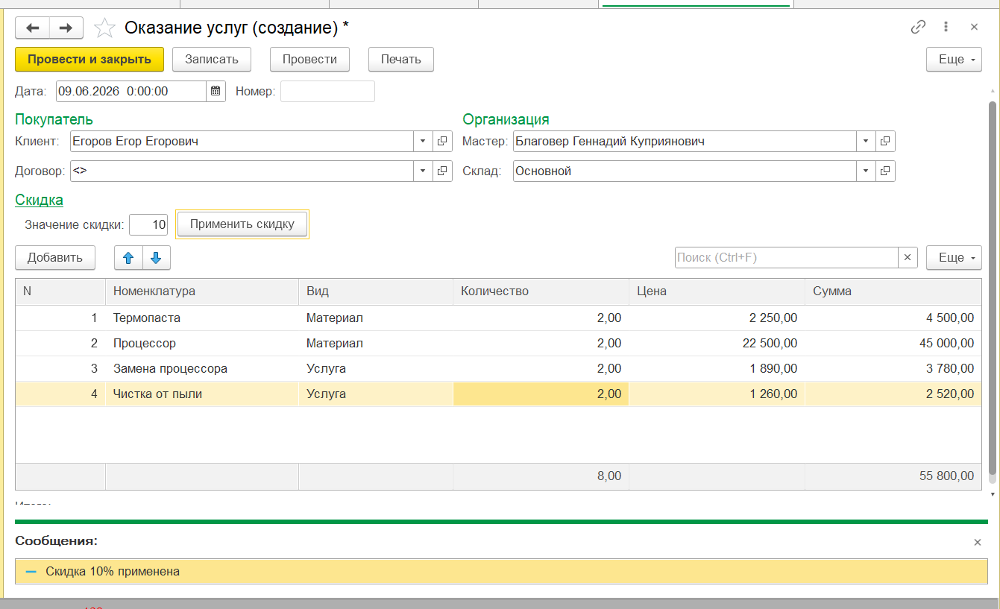 Оказание услуг (создание) *
Провести и закрыть Записать Провести Печать Еще
Дата: 09.06.2026 0:00:00 Номер:
Покупатель Организация
Клиент: Егоров Егор Егорович Мастер: Благовер Геннадий Куприянович
Договор: <> Склад: Основной
Скидка
Значение скидки: 10 Применить скидку
Добавить Поиск (Ctrl+F) × Еще
N Номенклатура Вид Количество Цена Сумма
1 Термопаста Материал 2,00 2 250,00 4 500,00
2 Процессор Материал 2,00 22 500,00 45 000,00
3 Замена процессора Услуга 2,00 1 890,00 3 780,00
4 Чистка от пыли Услуга 2,00 1 260,00 2 520,00
8,00 55 800,00
Сообщения:
Скидка 10% применена